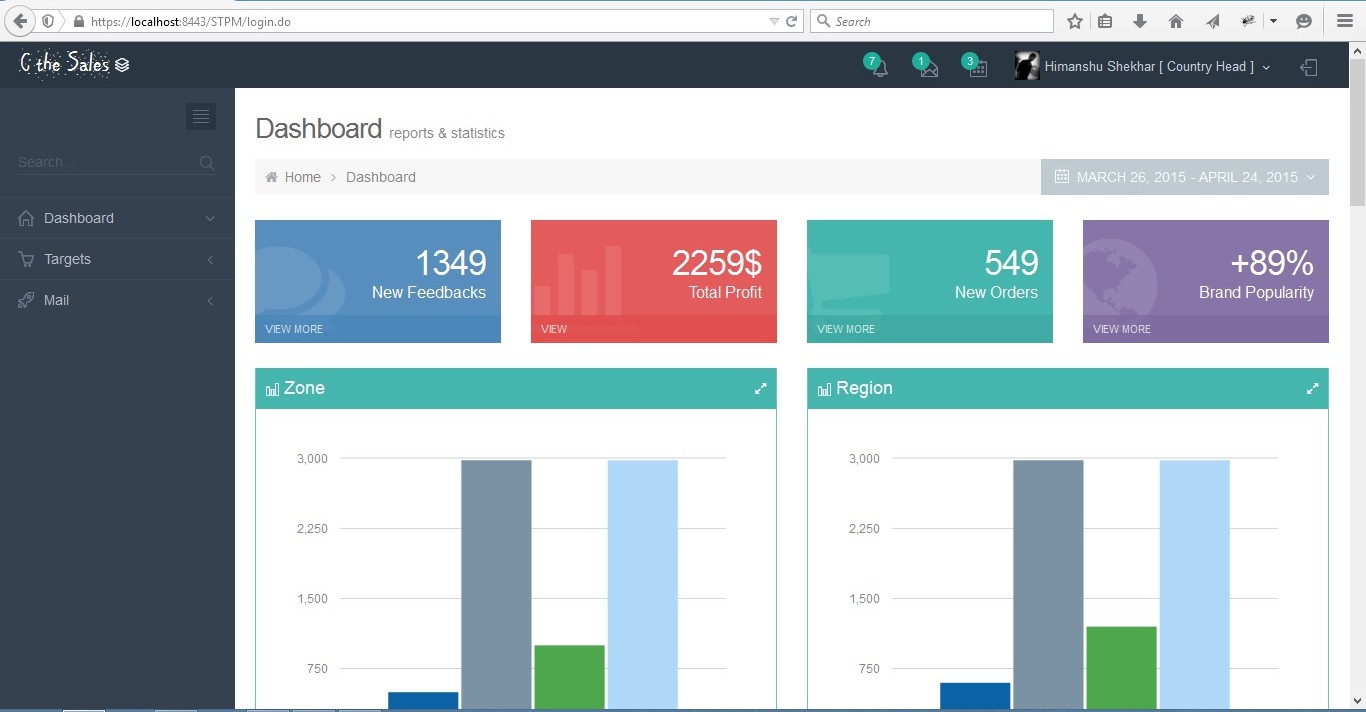 https://localhost:8443/STPM/login.do
Search
C the Sales
7
1
3
Himanshu Shekhar [ Country Head ]
Search...
Dashboard
Targets
Mail
Dashboard reports & statistics
Home > Dashboard
MARCH 26, 2015 - APRIL 24, 2015
1349
New Feedbacks
VIEW MORE
2259$
Total Profit
VIEW
549
New Orders
VIEW MORE
+89%
Brand Popularity
VIEW MORE
Zone
3,000
2,250
1,500
750
Region
3,000
2,250
1,500
750